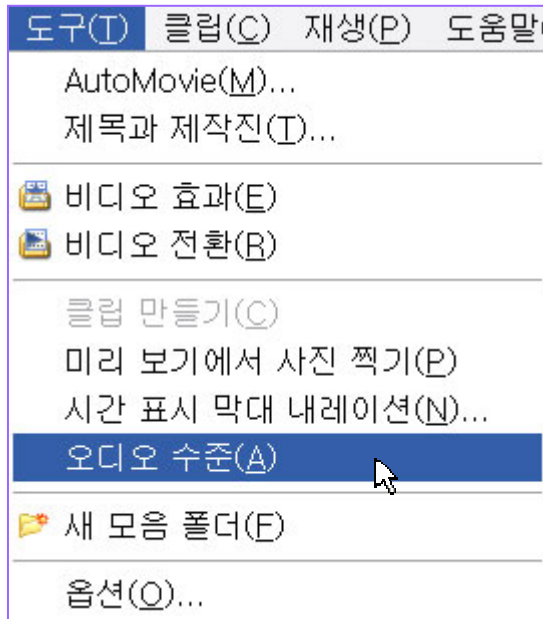 도구(T) 클립(C) 재생(P) 도움말(
AutoMovie(M)...
제목과 제작진(T)...
비디오 효과(E)
비디오 전환(R)
클립 만들기(C)
미리 보기에서 사진 찍기(P)
시간 표시 막대 내레이션(N)...
오디오 수준(A)
새 모음 폴더(F)
옵션(O)...